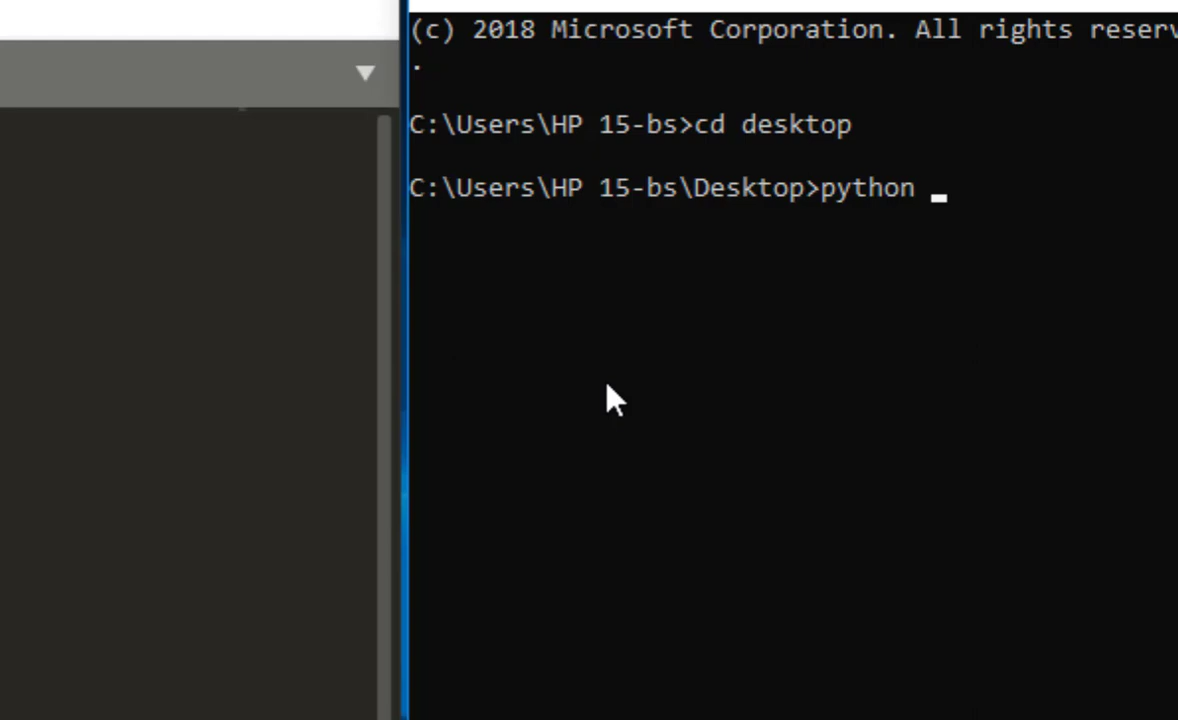 (c) 2018 Microsoft Corporation. All rights reserv
.
C:\Users\HP 15-bs>cd desktop
C:\Users\HP 15-bs\Desktop>python